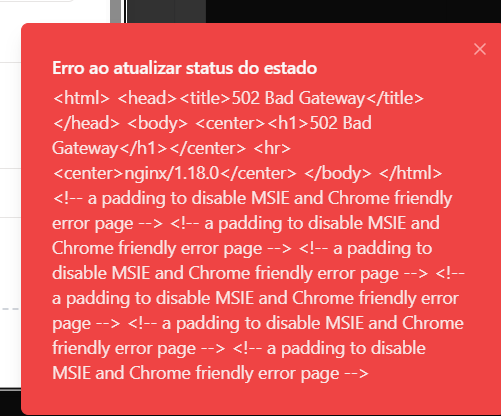 Erro ao atualizar status do estado
<html> <head><title>502 Bad Gateway</title>
</head> <body> <center><h1>502 Bad
Gateway</h1></center> <hr>
<center>nginx/1.18.0</center> </body> </html>
<!-- a padding to disable MSIE and Chrome friendly
error page --> <!-- a padding to disable MSIE and
Chrome friendly error page --> <!-- a padding to
disable MSIE and Chrome friendly error page --> <!--
a padding to disable MSIE and Chrome friendly error
page --> <!-- a padding to disable MSIE and Chrome
friendly error page --> <!-- a padding to disable
MSIE and Chrome friendly error page -->